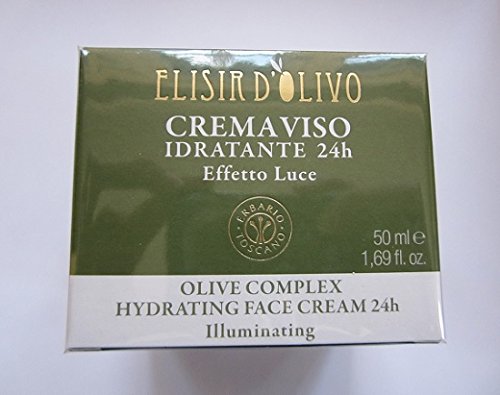 ELISIR D'OLIVO
CREMAVISO
IDRATANTE 24h
Effetto Luce
ERBARIO
TOSCANO
50 ml e
1,69 fl. oz.
OLIVE COMPLEX
HYDRATING FACE CREAM 24h
Illuminating